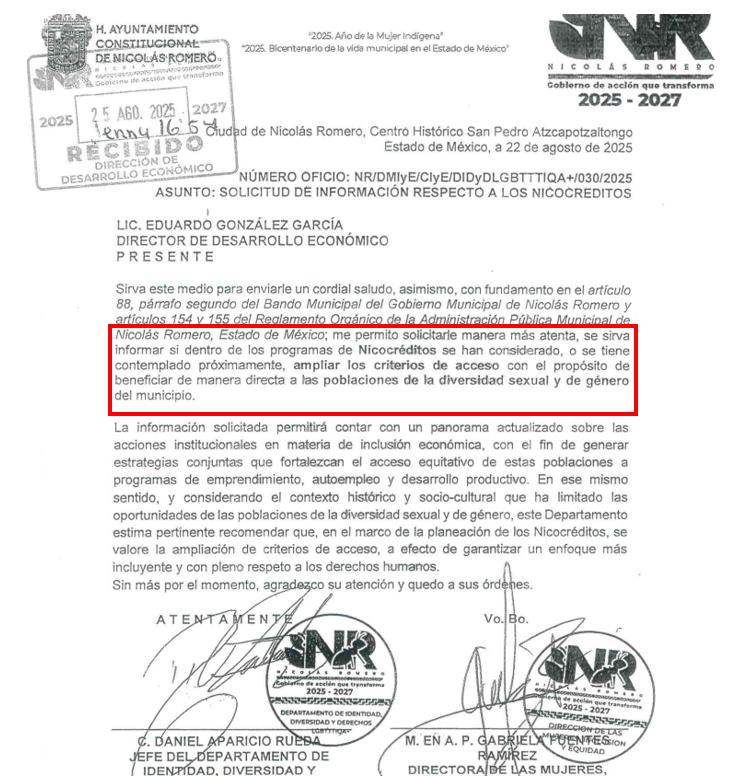 H. AYUNTAMIENTO
CONSTITUCIONAL
DE NICOLÁS ROMERO
"2025. Año de la Mujer Indígena"
"2025. Bicentenario de la vida municipal en el Estado de México"
NR
NICOLÁS ROMERO
Gobierno de acción que transforma
2025 - 2027
Gobierno de acción que transforma
2025 25 AGO. 2025 2027
Jenny 16:54
RECIBIDO
DIRECCIÓN DE
DESARROLLO ECONÓMICO
Ciudad de Nicolás Romero, Centro Histórico San Pedro Atzcapotzaltongo
Estado de México, a 22 de agosto de 2025
NÚMERO OFICIO: NR/DMIyE/CIyE/DIDyDLGBTTTIQA+/030/2025
ASUNTO: SOLICITUD DE INFORMACIÓN RESPECTO A LOS NICOCREDITOS
LIC. EDUARDO GONZÁLEZ GARCÍA
DIRECTOR DE DESARROLLO ECONÓMICO
P R E S E N T E
Sirva este medio para enviarle un cordial saludo, asimismo, con fundamento en el artículo
88, párrafo segundo del Bando Municipal del Gobierno Municipal de Nicolás Romero y
artículos 154 y 155 del Reglamento Orgánico de la Administración Pública Municipal de
Nicolás Romero, Estado de México; me permito solicitarle manera más atenta, se sirva
informar si dentro de los programas de Nicocréditos se han considerado, o se tiene
contemplado próximamente, ampliar los criterios de acceso con el propósito de
beneficiar de manera directa a las poblaciones de la diversidad sexual y de género
del municipio.
La información solicitada permitirá contar con un panorama actualizado sobre las
acciones institucionales en materia de inclusión económica, con el fin de generar
estrategias conjuntas que fortalezcan el acceso equitativo de estas poblaciones a
programas de emprendimiento, autoempleo y desarrollo productivo. En ese mismo
sentido, y considerando el contexto histórico y socio-cultural que ha limitado las
oportunidades de las poblaciones de la diversidad sexual y de género, este Departamento
estima pertinente recomendar que, en el marco de la planeación de los Nicocréditos, se
valore la ampliación de criterios de acceso, a efecto de garantizar un enfoque más
incluyente y con pleno respeto a los derechos humanos.
Sin más por el momento, agradezco su atención y quedo a sus órdenes.
A T E N T A M E N T E
Vo. Bo.
NR
NICOLÁS ROMERO
Gobierno de acción que transforma
2025 - 2027
DEPARTAMENTO DE IDENTIDAD,
DIVERSIDAD Y DERECHOS
NR
NICOLÁS ROMERO
Gobierno de acción que transforma
2025 - 2027
DIRECCIÓN DE LAS
MUJERES, INCLUSIÓN
Y EQUIDAD
C. DANIEL APARICIO RUEDA
JEFE DEL DEPARTAMENTO DE
IDENTIDAD, DIVERSIDAD Y
M. EN A. P. GABRIELA FUENTES
RAMÍREZ
DIRECTORA DE LAS MUJERES,